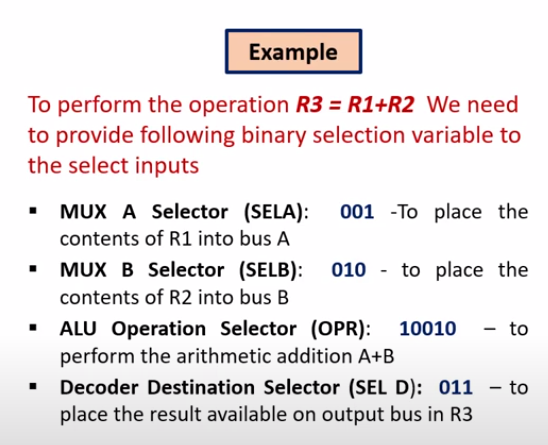 Example
To perform the operation R3 = R1+R2 We need
to provide following binary selection variable to
the select inputs
▪ MUX A Selector (SELA): 001 -To place the
contents of R1 into bus A
▪ MUX B Selector (SELB): 010 - to place the
contents of R2 into bus B
▪ ALU Operation Selector (OPR): 10010 – to
perform the arithmetic addition A+B
▪ Decoder Destination Selector (SEL D): 011 – to
place the result available on output bus in R3